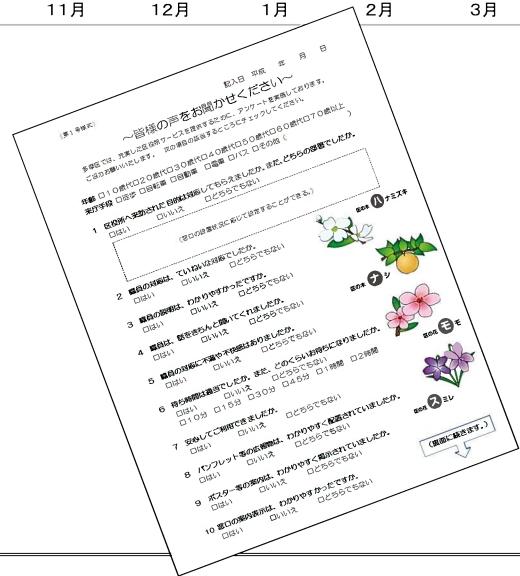 11月 12月 1月 2月 3月
（第１号様式）
記入日 平成 年 月 日
～皆様の声をお聞かせください～
多摩区では、充実した区役所サービスを提供するために、アンケートを実施しております。
ご協力お願いいたします。 次の項目の該当するところにチェックしてください。
年齢 □１０歳代□２０歳代□３０歳代□４０歳代□５０歳代□６０歳代□７０歳以上
来庁手段 □徒歩 □自転車 □自動車 □電車 □バス □その他（ ）
1 区役所へ来訪された目的は対応してもらえましたか。また、どちらの部署でしたか。
□はい □いいえ □どちらでもない
（窓口の設置状況に応じて設定することができる。）
区の木 ハナミズキ
2 職員の対応は、ていねいな対応でしたか。
□はい □いいえ □どちらでもない
3 職員の説明は、わかりやすかったですか。
□はい □いいえ □どちらでもない
区の木 ナシ
4 職員は、話をきちんと聞いてくれましたか。
□はい □いいえ □どちらでもない
5 職員の対応に不満や不快感はありましたか。
□はい □いいえ □どちらでもない
区の花 モモ
6 待ち時間は適当でしたか。また、どのくらいお待ちになりましたか。
□はい □いいえ □どちらでもない
□１０分 □１５分 □３０分 □４５分 □１時間 □２時間
7 安心してご利用できましたか。
□はい □いいえ □どちらでもない
区の花 スミレ
8 パンフレット等の広報物は、わかりやすく配置されていましたか。
□はい □いいえ □どちらでもない
9 ポスター等の案内は、わかりやすく掲示されていましたか。
□はい □いいえ □どちらでもない
（裏面に続きます。）
10 窓口の案内表示は、わかりやすかったですか。
□はい □いいえ □どちらでもない